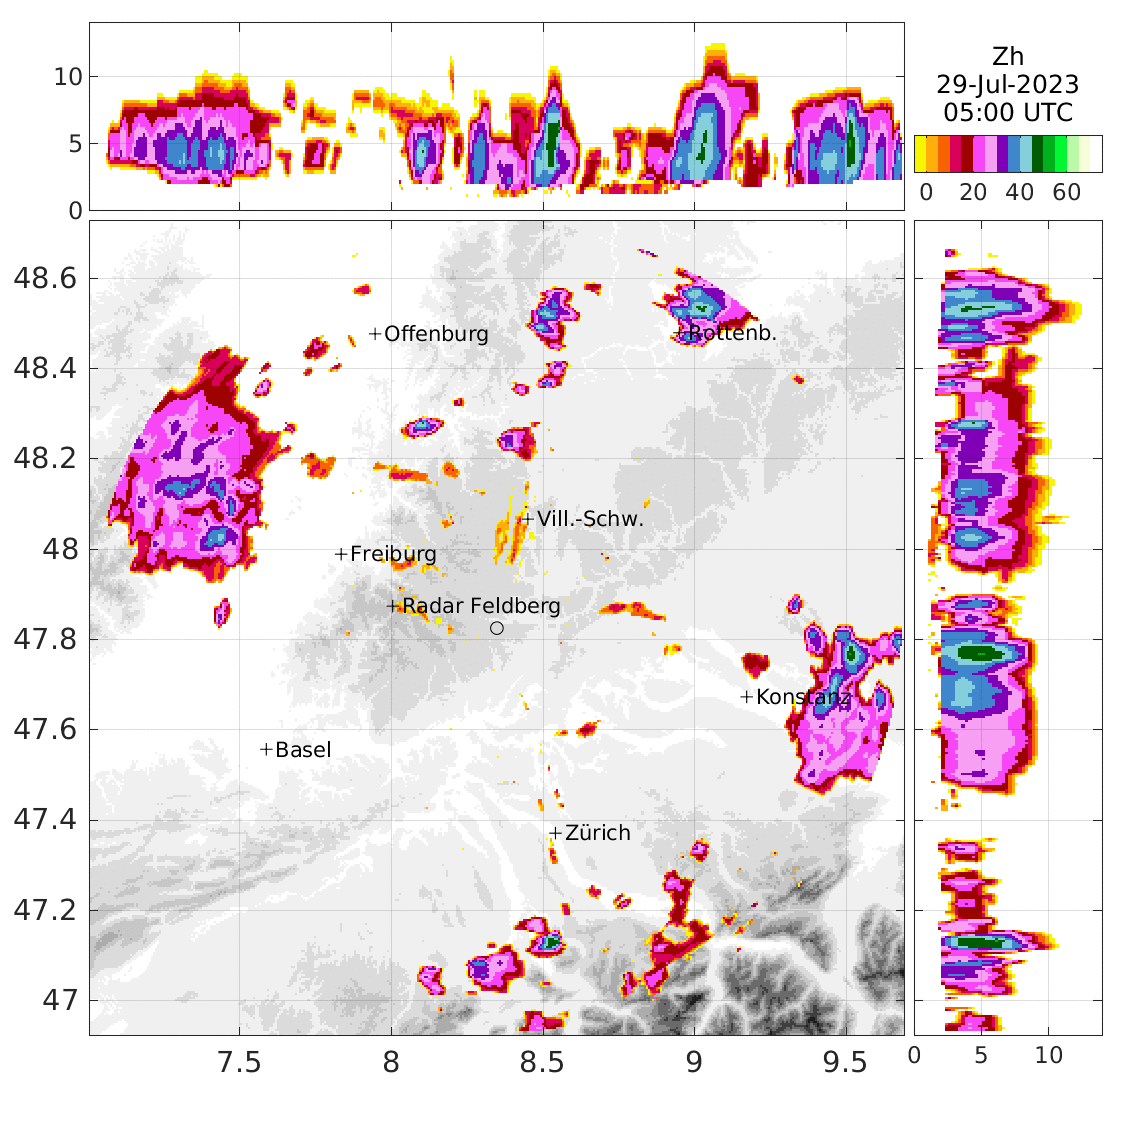 10
5
0
Zh
29-Jul-2023
05:00 UTC
0 20 40 60
48.6
48.4
48.2
48
47.8
47.6
47.4
47.2
47
Offenburg
Rottenb.
Vill.-Schw.
Freiburg
Radar Feldberg
Konstanz
Basel
Zürich
7.5 8 8.5 9 9.5
0 5 10